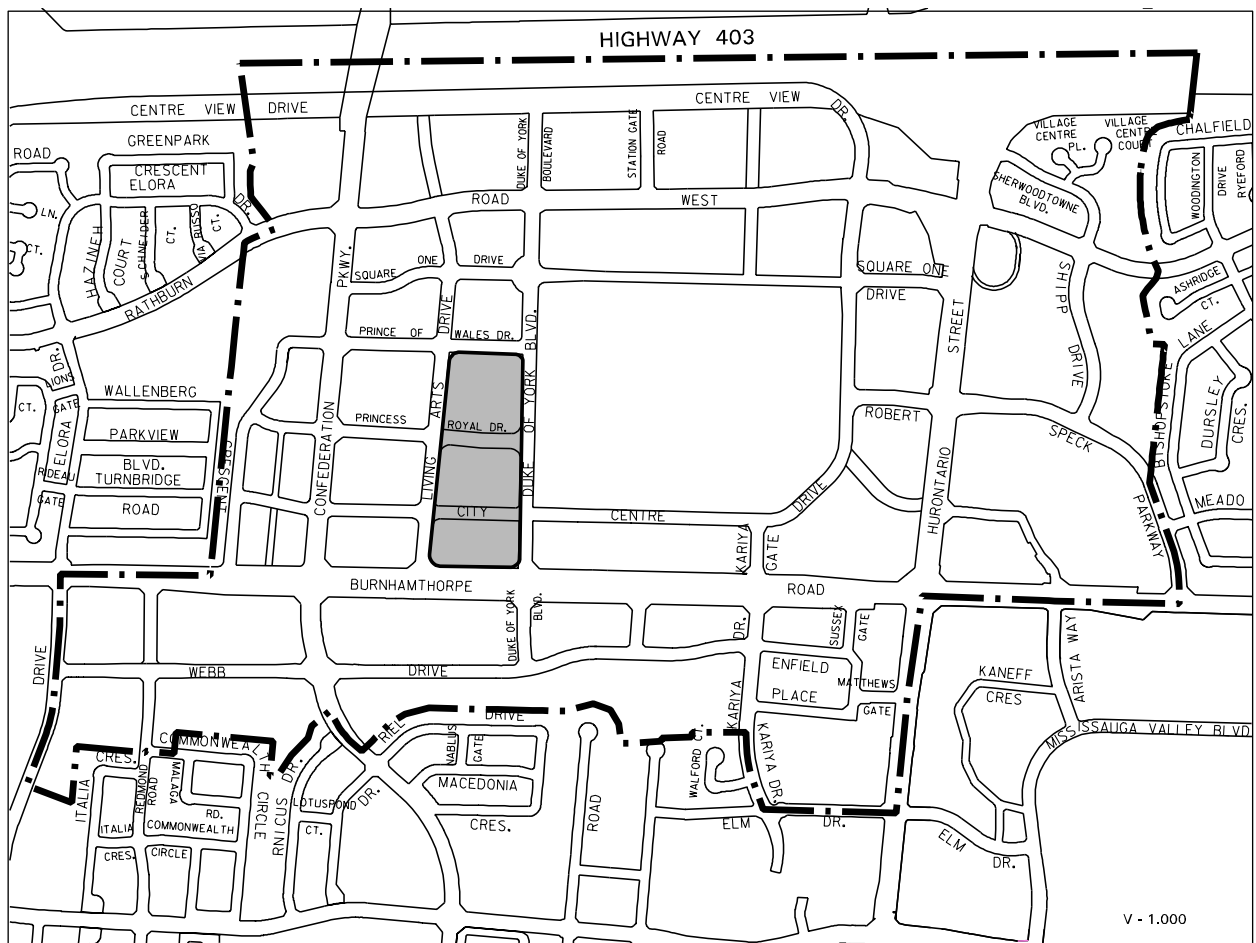 HIGHWAY 403
CENTRE VIEW DRIVE
CENTRE VIEW
DR.
GREENPARK
ROAD
CRESCENT
ELORA
DR.
LN.
CT.
HAZINEH
COURT
SCHNEIDER
CT.
VIA RUSSO
CT.
RATHBURN
ROAD
WEST
DUKE OF YORK
BOULEVARD
STATION GATE
ROAD
VILLAGE
CENTRE
PL.
VILLAGE
CENTRE
COURT
CHALFIELD
SHERWOODTOWNE
BLVD.
WOODINGTON
DRIVE
RYEFORD
PKWY.
SQUARE ONE DRIVE
SQUARE ONE
DRIVE
ASHRIDGE
CT.
LANE
SHIPP
DRIVE
STREET
PRINCE OF
WALES DR.
DRIVE
BLVD.
DR.
LIONS
GATE
WALLENBERG
CT.
PARKVIEW
ELORA
BLVD.
TURNBRIDGE
RIDEAU
GATE
ROAD
CRESCENT
CONFEDERATION
PRINCESS
ROYAL DR.
ARTS
LIVING
DUKE OF YORK
CITY
CENTRE
DRIVE
ROBERT
SPECK
PARKWAY
HURONTARIO
BISHOPSTOKE
DURSLEY
CRES.
MEADO
KARIYA
GATE
BURNHAMTHORPE
ROAD
DUKE OF YORK
BLVD.
DR.
SUSSEX
GATE
DRIVE
WEBB
DRIVE
ENFIELD
PLACE
MATTHEWS
GATE
KARIYA
KANEFF
CRES
ARISTA WAY
MISSISSAUGA VALLEY BLVD.
COMMONWEALTH
CIRCLE
CRES.
ITALIA
REDMOND
ROAD
MALAGA
RD.
ITALIA
COMMONWEALTH
CRES.
CIRCLE
DR.
RNICIUS
LOTUSPOND
CT.
DR.
RIEL
DRIVE
NABLUS
GATE
MACEDONIA
CRES.
ROAD
WALFORD
CT.
KARIYA DR.
ELM
DR.
ELM
DR.
V - 1.000